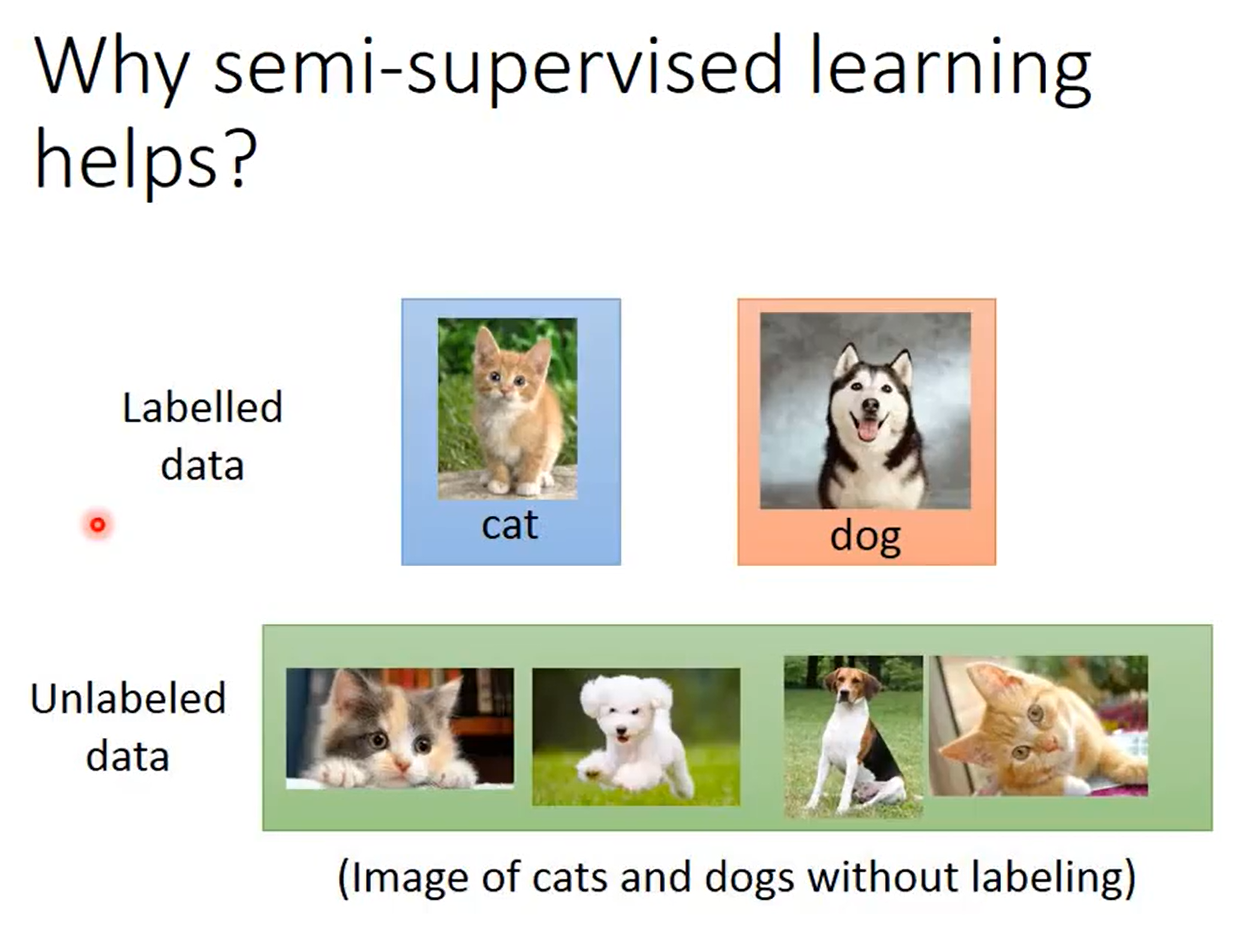 Why semi-supervised learning
helps?
Labelled
data
cat
dog
Unlabeled
data
(Image of cats and dogs without labeling)